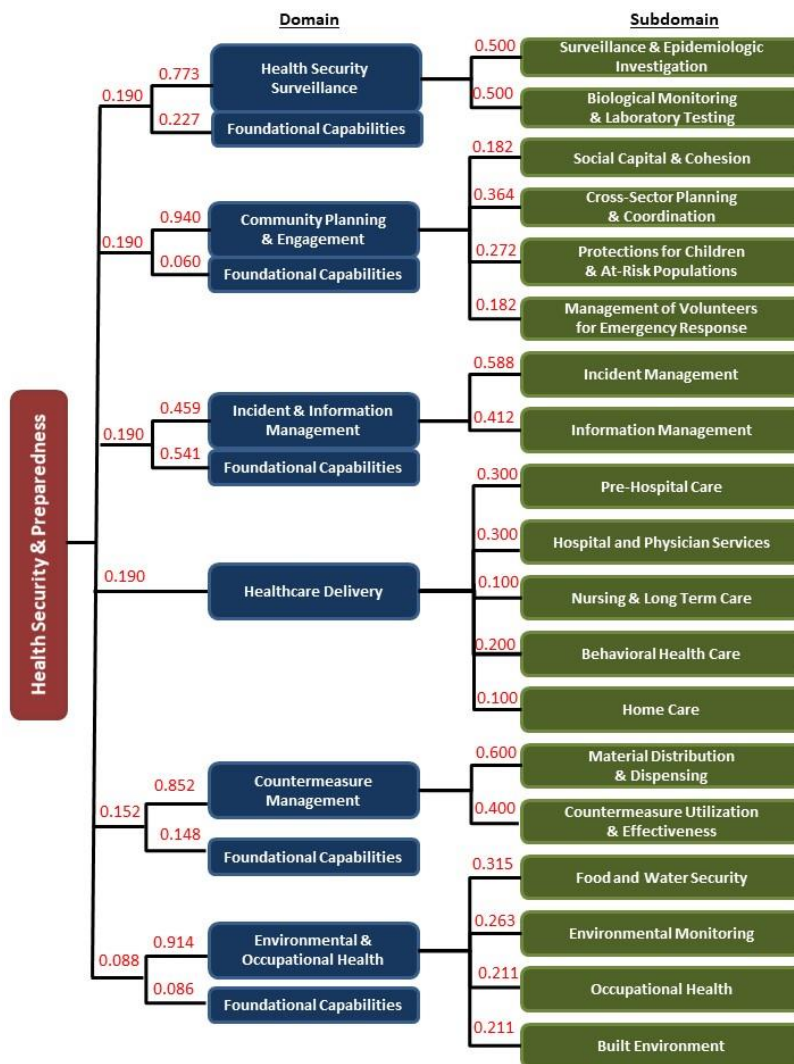 Domain
Subdomain
Health Security & Preparedness
0.190
0.773
Health Security
Surveillance
0.227
Foundational Capabilities
0.500
Surveillance & Epidemiologic
Investigation
0.500
Biological Monitoring
& Laboratory Testing
0.190
0.940
Community Planning
& Engagement
0.060
Foundational Capabilities
0.182
Social Capital & Cohesion
0.364
Cross-Sector Planning
& Coordination
0.272
Protections for Children
& At-Risk Populations
0.182
Management of Volunteers
for Emergency Response
0.190
0.459
Incident & Information
Management
0.541
Foundational Capabilities
0.588
Incident Management
0.412
Information Management
0.190
Healthcare Delivery
0.300
Pre-Hospital Care
0.300
Hospital and Physician Services
0.100
Nursing & Long Term Care
0.200
Behavioral Health Care
0.100
Home Care
0.152
0.852
Countermeasure
Management
0.148
Foundational Capabilities
0.600
Material Distribution
& Dispensing
0.400
Countermeasure Utilization
& Effectiveness
0.088
0.914
Environmental &
Occupational Health
0.086
Foundational Capabilities
0.315
Food and Water Security
0.263
Environmental Monitoring
0.211
Occupational Health
0.211
Built Environment